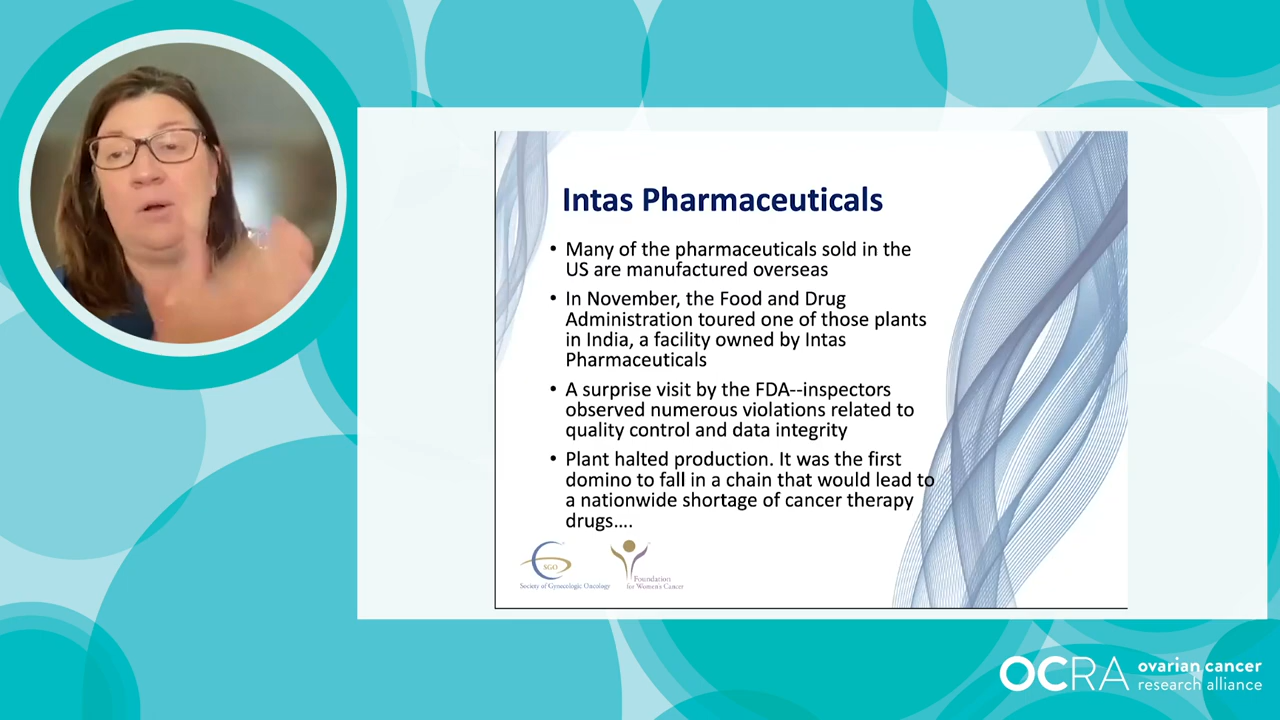 Intas Pharmaceuticals
• Many of the pharmaceuticals sold in the
US are manufactured overseas
• In November, the Food and Drug
Administration toured one of those plants
in India, a facility owned by Intas
Pharmaceuticals
• A surprise visit by the FDA--inspectors
observed numerous violations related to
quality control and data integrity
• Plant halted production. It was the first
domino to fall in a chain that would lead to
a nationwide shortage of cancer therapy
drugs....
SGO
Society of Gynecologic Oncology
Foundation
for Women's Cancer
OCRA
ovarian cancer
research alliance